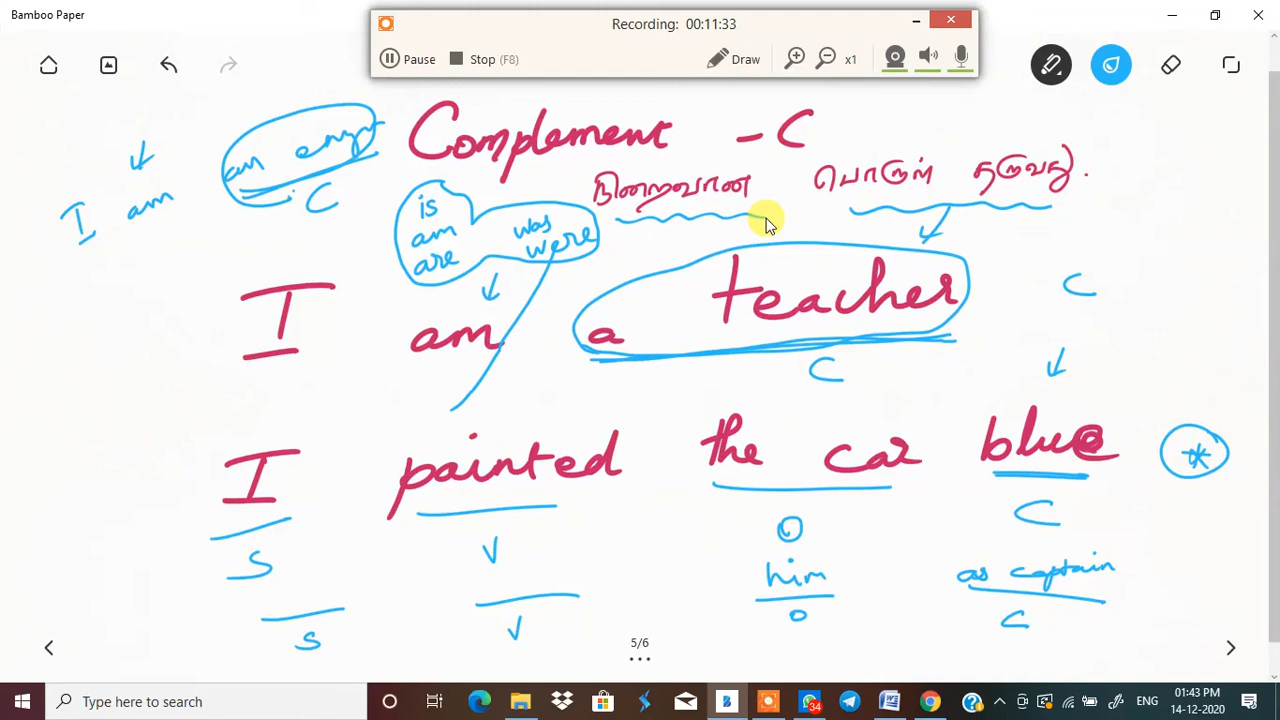 Bamboo Paper
Recording: 00:11:33
Pause Stop (F8) Draw x1
Complement - C
நிறைவான பொருள் தருவது.
I am an C
is
am
are
was
were
I am a teacher C
C
I painted the car blue *
S V O C
him as captain
S V O C
5/6
Type here to search
34
ENG
01:43 PM
14-12-2020